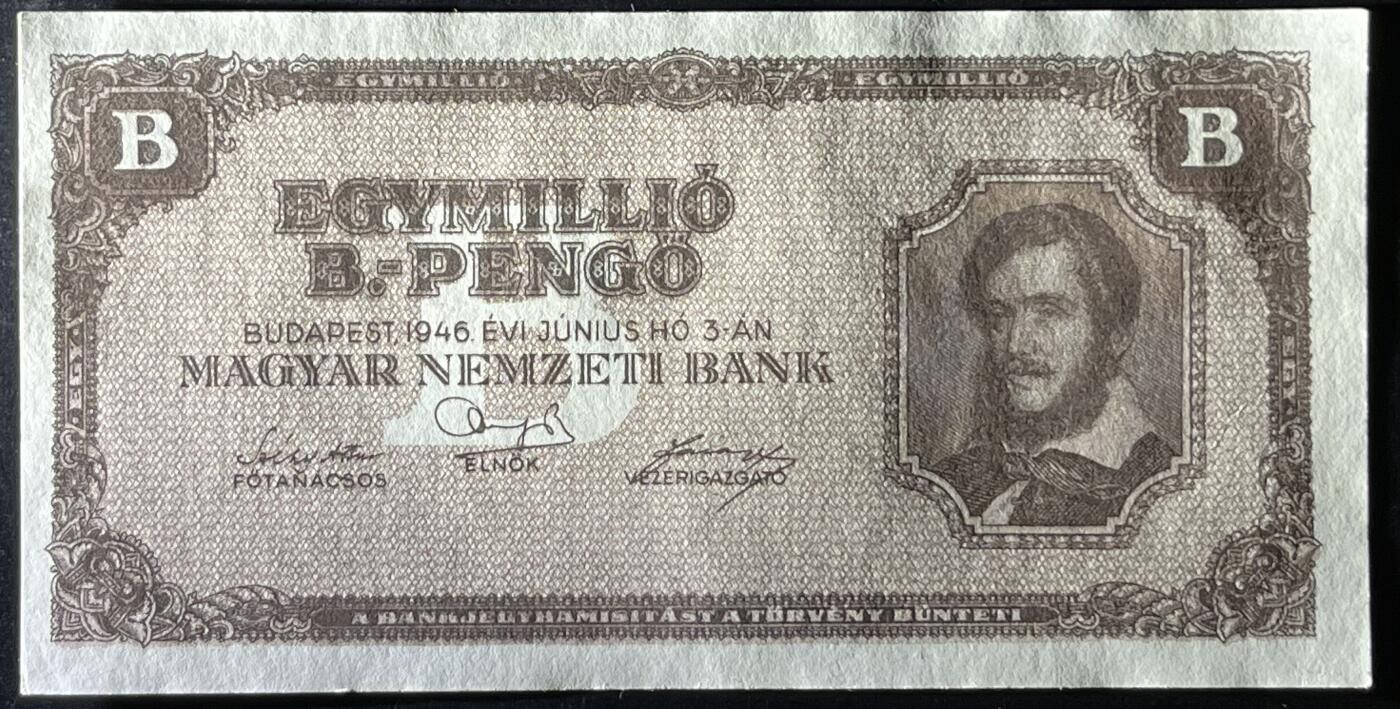 EGYMILLIÓ EGYMILLIÓ
B B
EGYMILLIÓ
B.-PENGŐ
BUDAPEST, 1946. ÉVI JÚNIUS HÓ 3-ÁN
MAGYAR NEMZETI BANK
FŐTANÁCSOS ELNÖK VEZÉRIGAZGATÓ
A BANKJEGYHAMISÍTÁST A TÖRVÉNY BÜNTETI